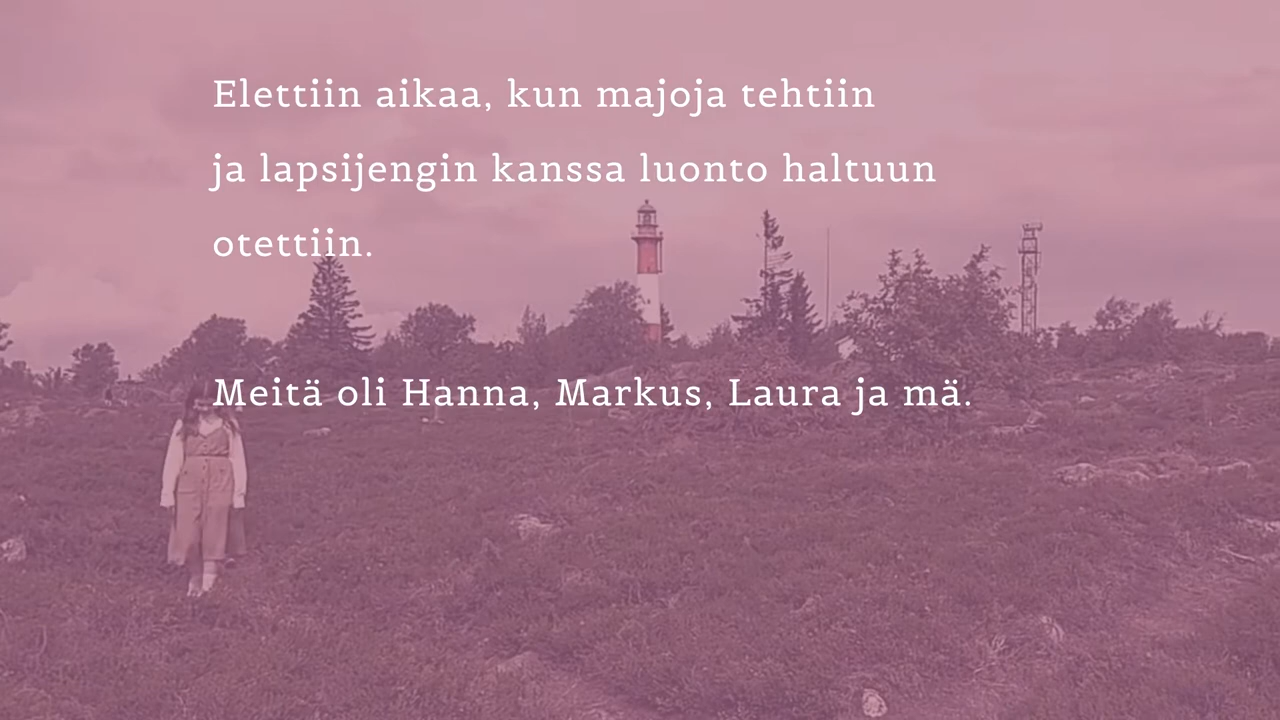 Elettiin aikaa, kun majoja tehtiin
ja lapsijengin kanssa luonto haltuun
otettiin.
Meitä oli Hanna, Markus, Laura ja mä.